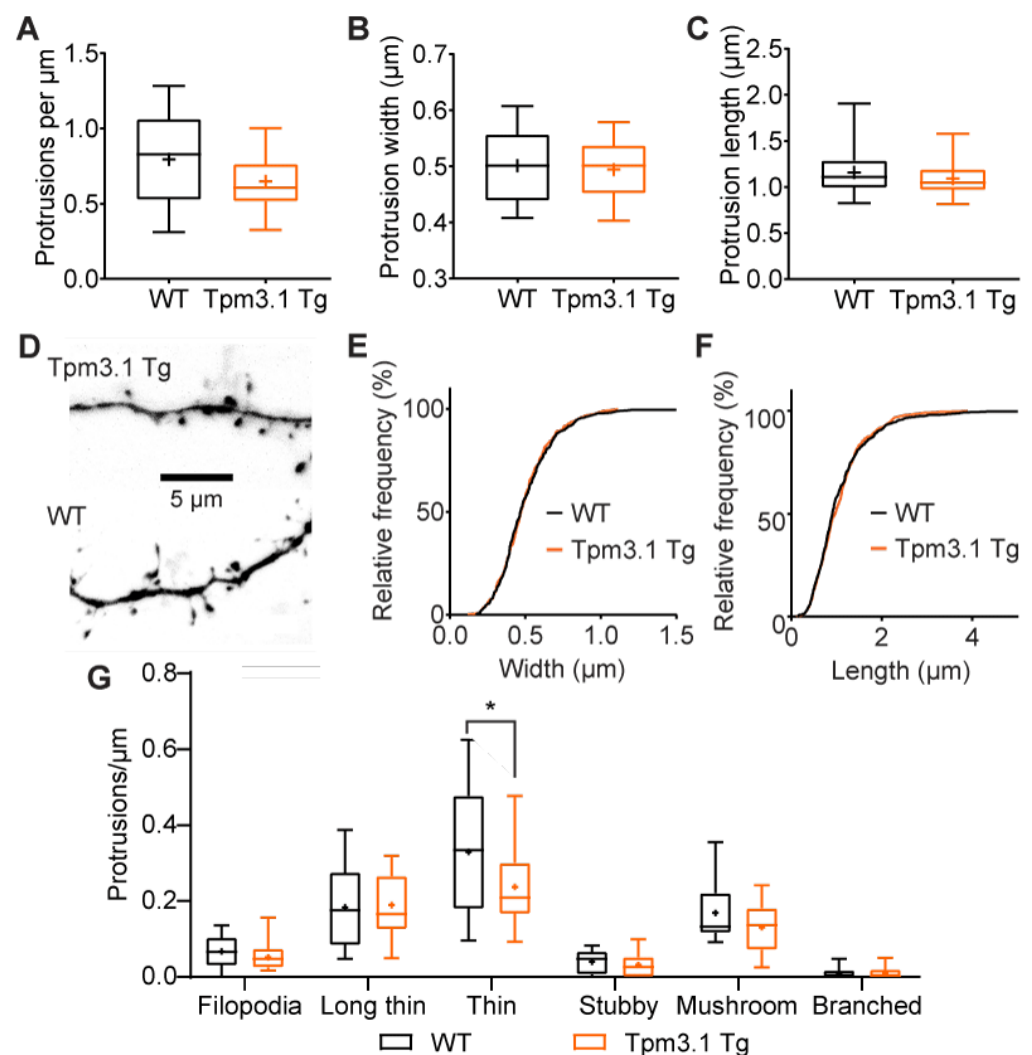 A
Protrusions per µm
1.5
1.0
0.5
0.0
WT Tpm3.1 Tg
B
Protrusion width (µm)
0.7
0.6
0.5
0.4
0.3
WT Tpm3.1 Tg
C
Protrusion length (µm)
2.5
2.0
1.5
1.0
0.5
0.0
WT Tpm3.1 Tg
D
Tpm3.1 Tg
5 µm
WT
E
Relative frequency (%)
100
50
0
0.0 0.5 1.0 1.5
Width (µm)
WT
Tpm3.1 Tg
F
Relative frequency (%)
100
50
0
0 2 4
Length (µm)
WT
Tpm3.1 Tg
G
Protrusions/µm
0.8
0.6
0.4
0.2
0.0
*
Filopodia Long thin Thin Stubby Mushroom Branched
WT Tpm3.1 Tg